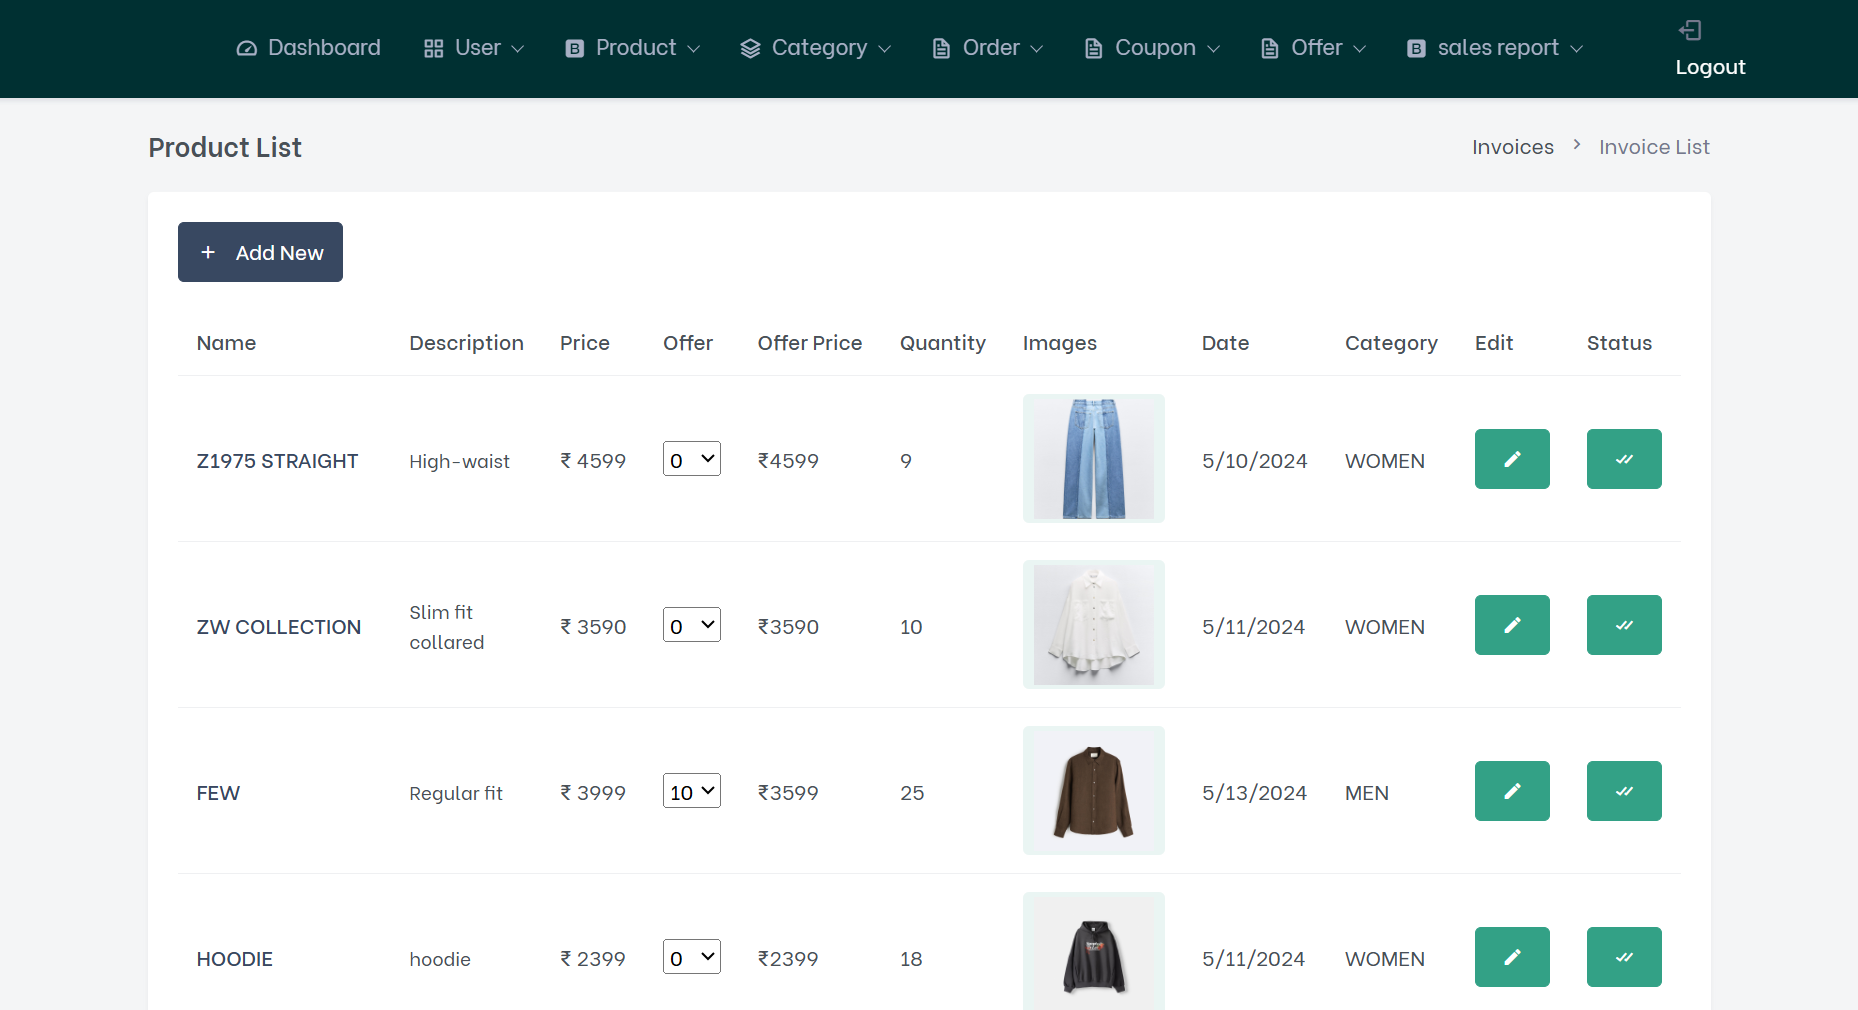 Dashboard User Product Category Order Coupon Offer sales report Logout
Product List Invoices Invoice List
+ Add New
Name Description Price Offer Offer Price Quantity Images Date Category Edit Status
Z1975 STRAIGHT High-waist ₹ 4599 0 ₹4599 9 5/10/2024 WOMEN
ZW COLLECTION Slim fit collared ₹ 3590 0 ₹3590 10 5/11/2024 WOMEN
FEW Regular fit ₹ 3999 10 ₹3599 25 5/13/2024 MEN
HOODIE hoodie ₹ 2399 0 ₹2399 18 5/11/2024 WOMEN